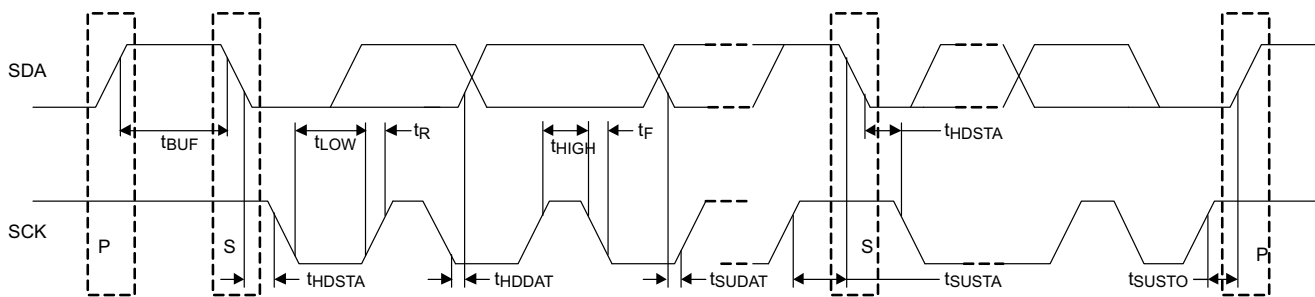 SDA
tBUF
tLOW
tR
tHIGH
tF
tHDSTA
SCK
P
S
S
P
tHDSTA
tHDDAT
tSUDAT
tSUSTA
tSUSTO